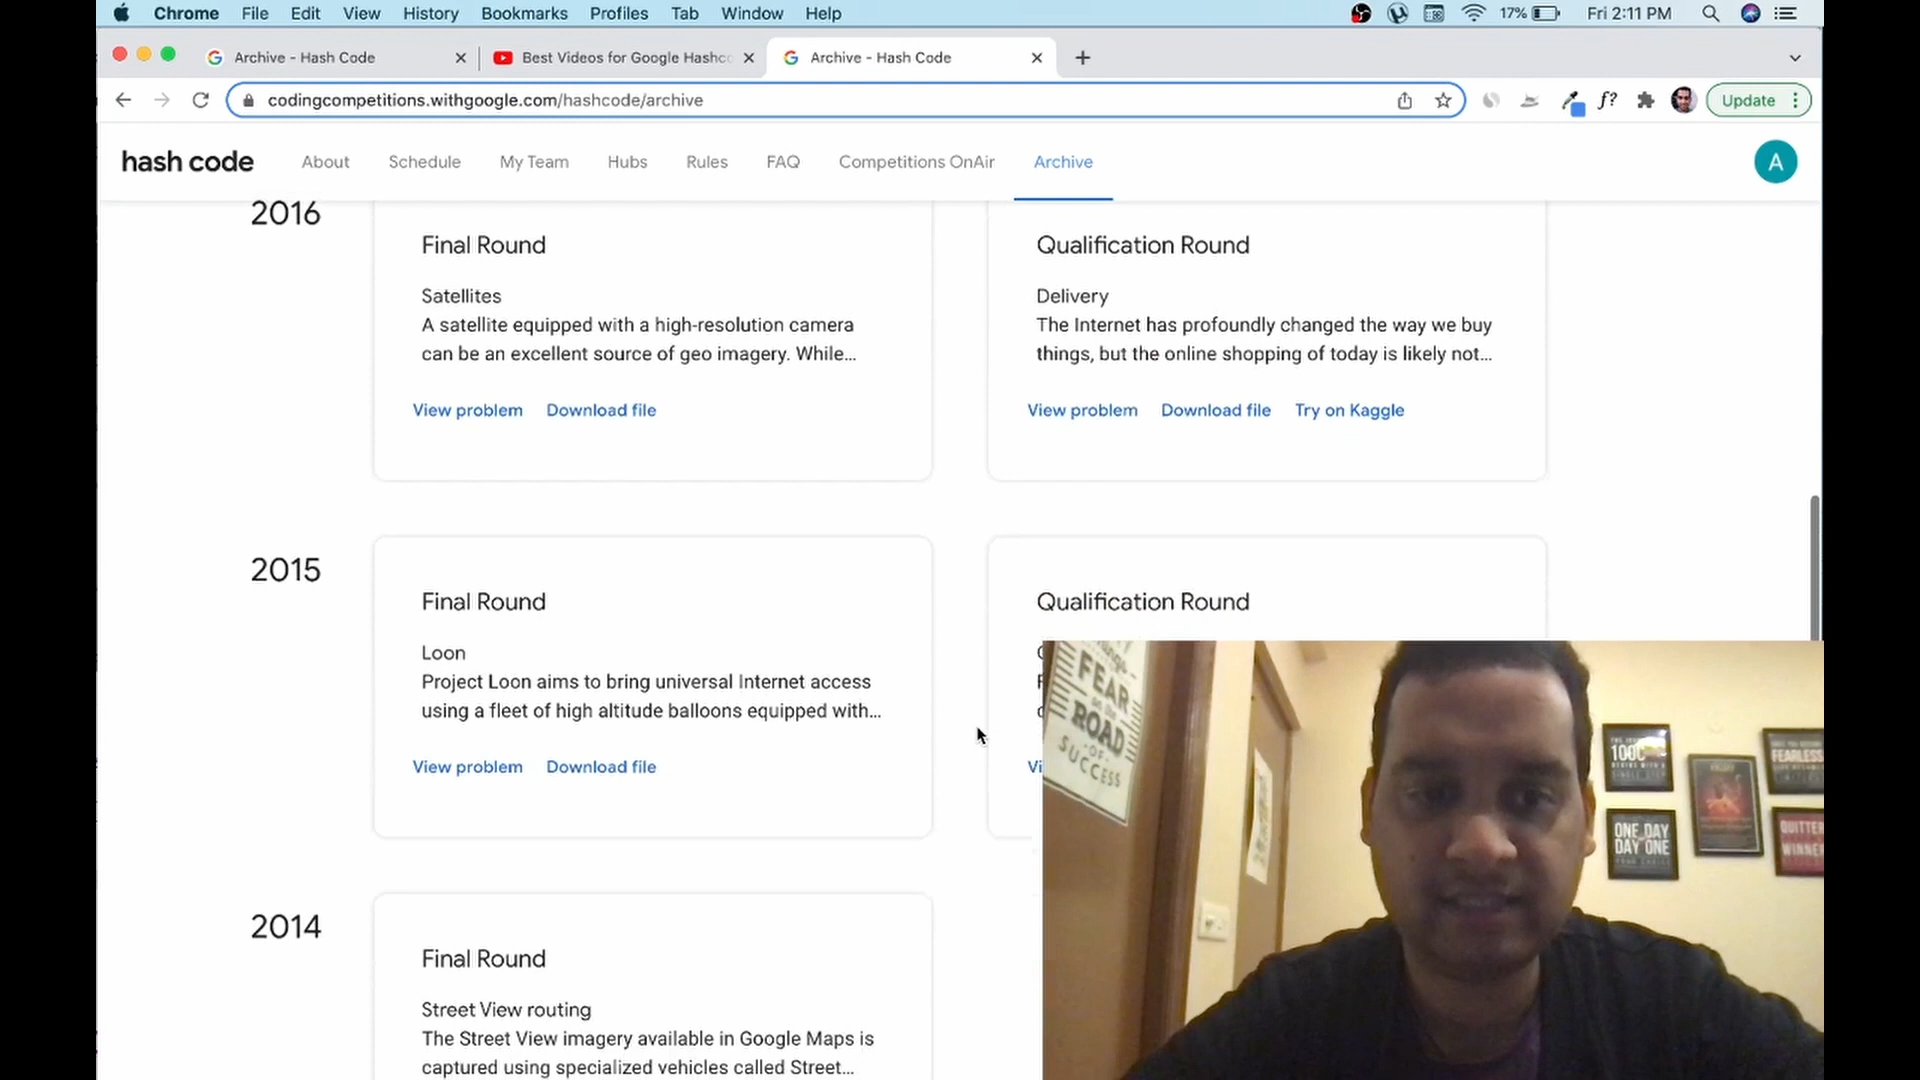 Chrome File Edit View History Bookmarks Profiles Tab Window Help 17% Fri 2:11 PM
Archive - Hash Code
Best Videos for Google Hashc
Archive - Hash Code
codingcompetitions.withgoogle.com/hashcode/archive
f?
Update
hash code About Schedule My Team Hubs Rules FAQ Competitions OnAir Archive
A
2016
Final Round
Satellites
A satellite equipped with a high-resolution camera
can be an excellent source of geo imagery. While...
View problem Download file
Qualification Round
Delivery
The Internet has profoundly changed the way we buy
things, but the online shopping of today is likely not...
View problem Download file Try on Kaggle
2015
Final Round
Loon
Project Loon aims to bring universal Internet access
using a fleet of high altitude balloons equipped with...
View problem Download file
Qualification Round
Vi
2014
Final Round
Street View routing
The Street View imagery available in Google Maps is
captured using specialized vehicles called Street...
FEAR
ROAD
-OF-
SUCCESS
FEARLESS
ONE DAY
DAY ONE
QUITTER
WINNER